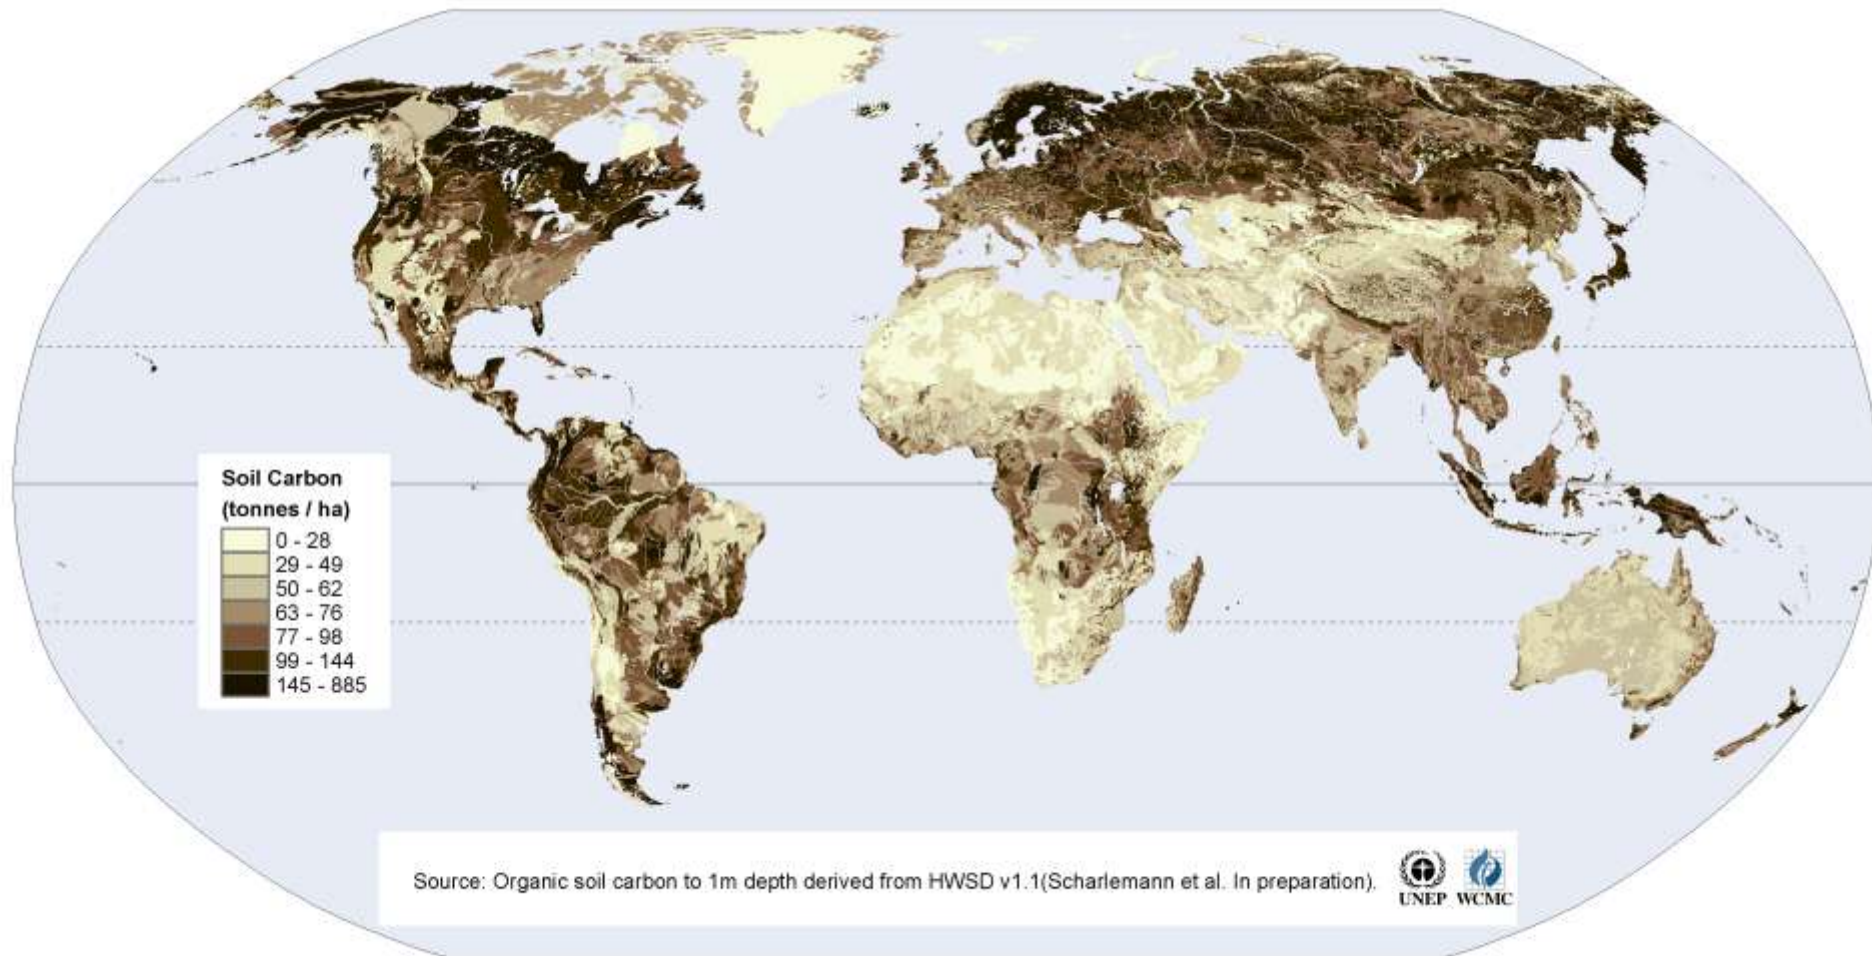 Soil Carbon
(tonnes / ha)
0 - 28
29 - 49
50 - 62
63 - 76
77 - 98
99 - 144
145 - 885
Source: Organic soil carbon to 1m depth derived from HWSD v1.1(Scharlemann et al. In preparation).
UNEP WCMC